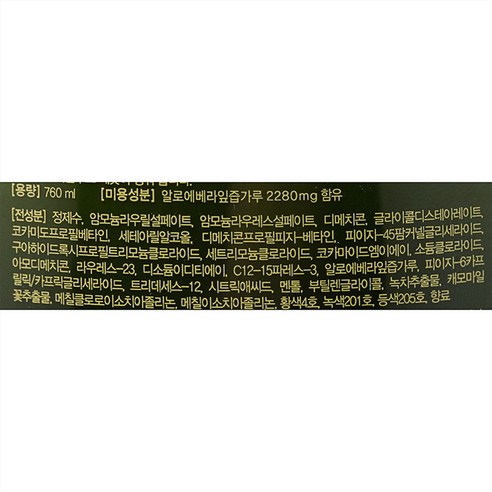 [용량] 760 ml [미용성분] 알로에베라잎즙가루 2280mg 함유
[전성분] 정제수, 암모늄라우릴설페이트, 암모늄라우레스설페이트, 디메치콘, 글라이콜디스테아레이트,
코카미도프로필베타인, 세테아릴알코올, 디메치콘프로필피지-베타인, 피이지-45팜커넬글리세라이드,
구아하이드록시프로필트리모늄클로라이드, 세트리모늄클로라이드, 코카마이드엠이에이, 소듐클로라이드,
아모디메치콘, 라우레스-23, 디소듐이디티에이, C12-15파레스-3, 알로에베라잎즙가루, 피이지-6카프
릴릭/카프릭글리세라이드, 트리데세스-12, 시트릭애씨드, 멘톨, 부틸렌글라이콜, 녹차추출물, 캐모마일
꽃추출물, 메칠클로로이소치아졸리논, 메칠이소치아졸리논, 황색4호, 녹색201호, 등색205호, 향료